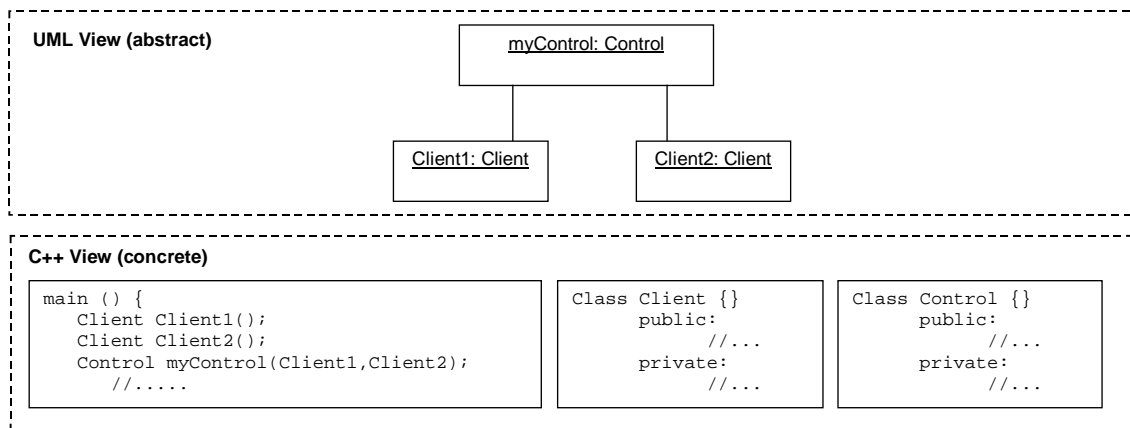 UML View (abstract)
myControl: Control
Client1: Client
Client2: Client
C++ View (concrete)
main () {
Client Client1();
Client Client2();
Control myControl(Client1,Client2);
//.....
Class Client {}
public:
//...
private:
//...
Class Control {}
public:
//...
private:
//...